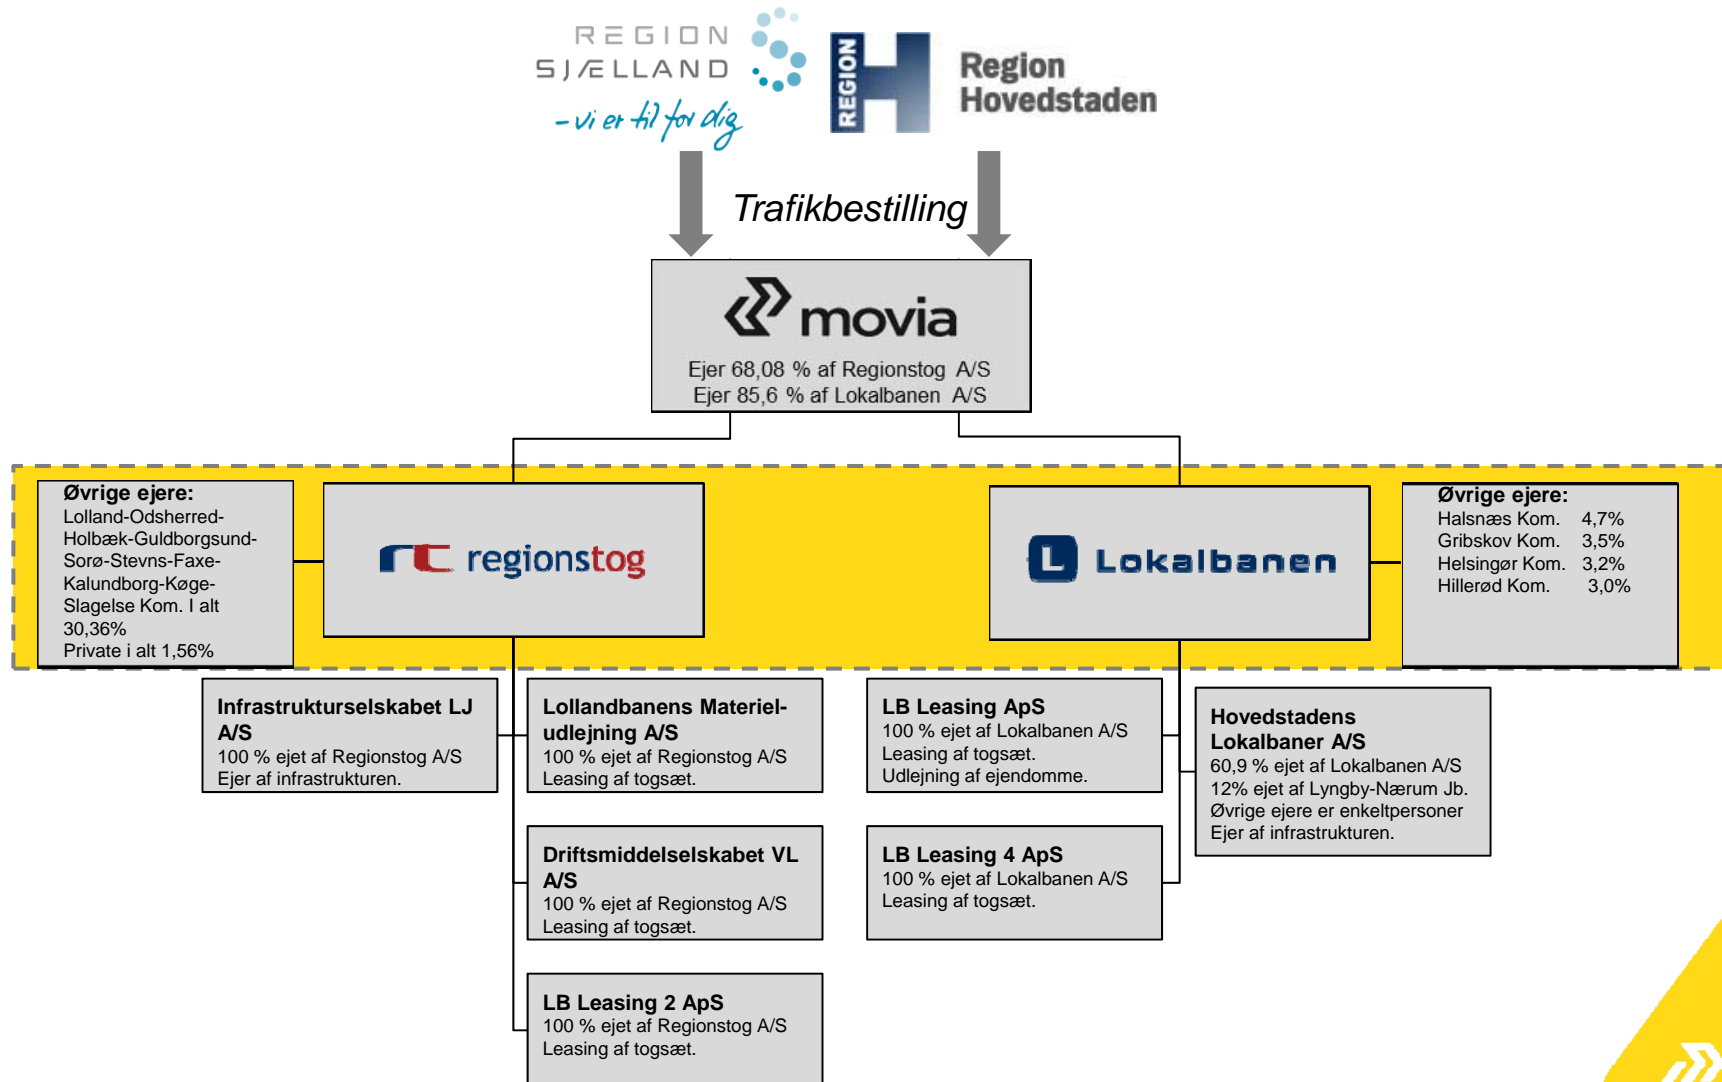 REGION
SJÆLLAND
- vi er til for dig
REGION
H
Region
Hovedstaden
Trafikbestilling
movia
Ejer 68,08 % af Regionstog A/S
Ejer 85,6 % af Lokalbanen A/S
Øvrige ejere:
Lolland-Odsherred-
Holbæk-Guldborgsund-
Sorø-Stevns-Faxe-
Kalundborg-Køge-
Slagelse Kom. I alt
30,36%
Private i alt 1,56%
regionstog
L Lokalbanen
Øvrige ejere:
Halsnæs Kom. 4,7%
Gribskov Kom. 3,5%
Helsingør Kom. 3,2%
Hillerød Kom. 3,0%
Infrastrukturselskabet LJ
A/S
100 % ejet af Regionstog A/S
Ejer af infrastrukturen.
Lollandbanens Materiel-
udlejning A/S
100 % ejet af Regionstog A/S
Leasing af togsæt.
LB Leasing ApS
100 % ejet af Lokalbanen A/S
Leasing af togsæt.
Udlejning af ejendomme.
Hovedstadens
Lokalbaner A/S
60,9 % ejet af Lokalbanen A/S
12% ejet af Lyngby-Nærum Jb.
Øvrige ejere er enkeltpersoner
Ejer af infrastrukturen.
Driftsmiddelselskabet VL
A/S
100 % ejet af Regionstog A/S
Leasing af togsæt.
LB Leasing 4 ApS
100 % ejet af Lokalbanen A/S
Leasing af togsæt.
LB Leasing 2 ApS
100 % ejet af Regionstog A/S
Leasing af togsæt.